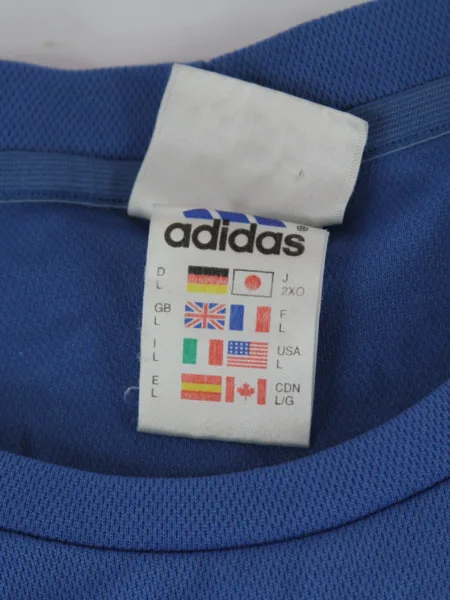 adidas ®
D J
L 2XO
GB F
L L
I USA
L L
E CDN
L L/G